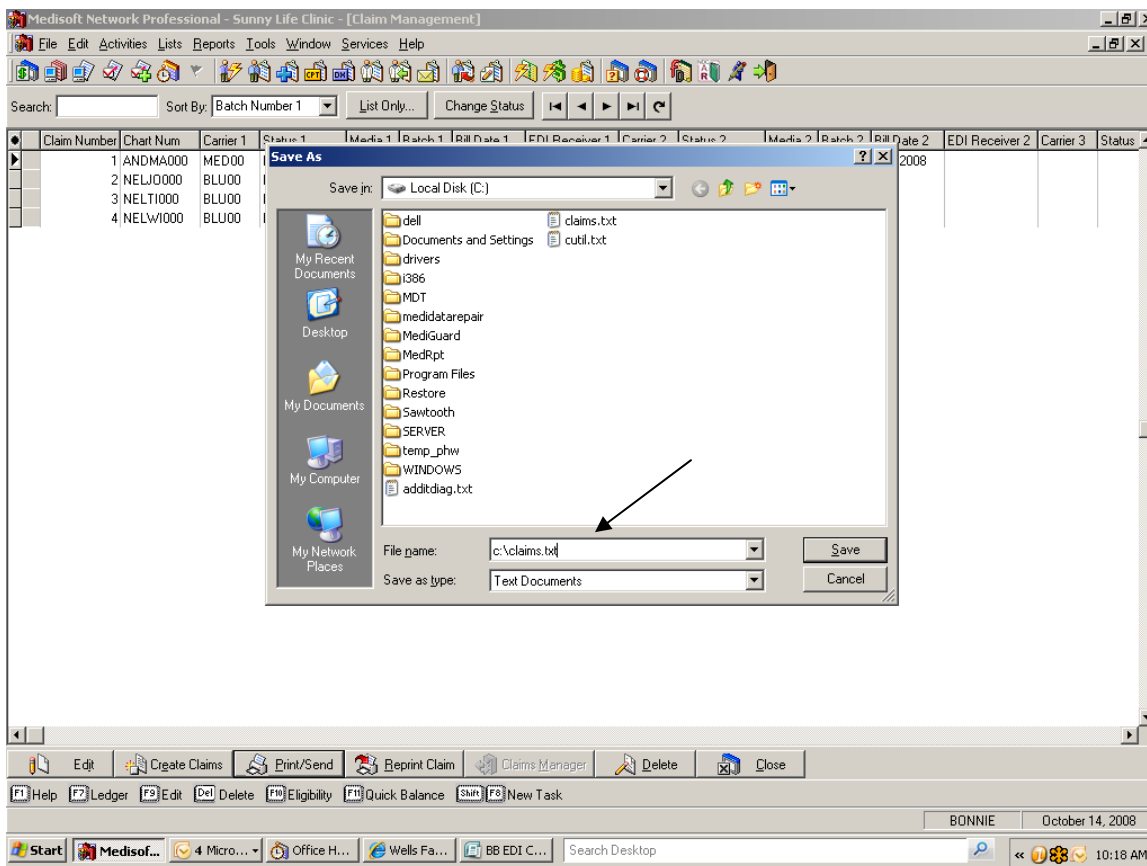 Medisoft Network Professional - Sunny Life Clinic - [Claim Management]
File Edit Activities Lists Reports Tools Window Services Help
Search: Sort By: Batch Number 1 List Only... Change Status
Claim Number Chart Num Carrier 1 Status 1 Media 1 Batch 1 Bill Date 1 EDI Receiver 1 Carrier 2 Status 2 Media 2 Batch 2 Bill Date 2 EDI Receiver 2 Carrier 3 Status
1 ANDMA000 MED00 2008
2 NELJO000 BLU00
3 NELTI000 BLU00
4 NELWI000 BLU00
Save As
Save in: Local Disk (C:)
My Recent Documents
Desktop
My Documents
My Computer
My Network Places
dell
Documents and Settings
drivers
i386
MDT
medidatarepair
MediGuard
MedRpt
Program Files
Restore
Sawtooth
SERVER
temp_phw
WINDOWS
additdiag.txt
claims.txt
cutil.txt
File name: c:\claims.txt Save
Save as type: Text Documents Cancel
Edit Create Claims Print/Send Reprint Claim Claims Manager Delete Close
F1 Help F7 Ledger F9 Edit Del Delete F10 Eligibility F11 Quick Balance Shift F8 New Task
BONNIE October 14, 2008
Start Medisof... 4 Micro... Office H... Wells Fa... BB EDI C... Search Desktop « 10:18 AM